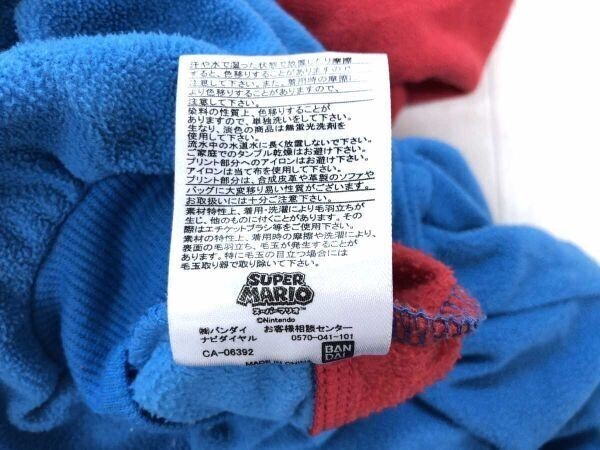 汗や水で湿った状態で放置したり摩擦
すると、色移りすることがありますので、
注意して下さい。また、着用時の摩擦に
より色移りすることがありますので、
注意して下さい。
染料の性質上、色移りすることが
ありますので、単独洗いをして下さい。
生なり、淡色の商品は無蛍光洗剤を
使用して下さい。
流水中の水道水に長く放置しないで下さい。
ご家庭でのタンブル乾燥はお避け下さい。
プリント部分へのアイロンはお避け下さい。
アイロンは当て布を使用して下さい。
プリント部分は、合成皮革や革製のソファや
バッグに大変移り易い性質がございます。
お取扱いには十分ご注意下さい。
素材特性上、着用・洗濯により毛羽立ちが
生じ、他のものに付くことがあります。その
際はエチケットブラシ等をご使用下さい。
素材の特性上、着用時の摩擦や洗濯により、
表面の毛羽立ち、毛玉が発生することが
あります。特に毛玉の目立つ場合には
毛玉取り器で取り除いて下さい。
SUPER
MARIO
スーパーマリオ
©Nintendo
㈱バンダイ お客様相談センター
ナビダイヤル 0570-041-101
CA-06392
BAN
DAI
MADE IN CHINA